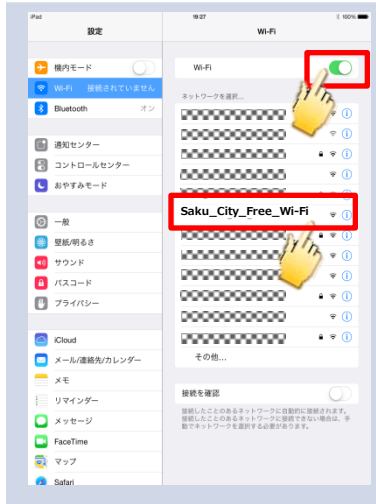 iPad
19:27
100%
設定
Wi-Fi
機内モード
Wi-Fi 接続されていません
Bluetooth オン
通知センター
コントロールセンター
おやすみモード
一般
壁紙/明るさ
サウンド
パスコード
プライバシー
iCloud
メール/連絡先/カレンダー
メモ
リマインダー
メッセージ
FaceTime
マップ
Safari
Wi-Fi
ネットワークを選択...
Saku_City_Free_Wi-Fi
その他...
接続を確認
接続したことのあるネットワークに自動的に接続されます。
接続したことのあるネットワークに接続できない場合は、手
動でネットワークを選択する必要があります。